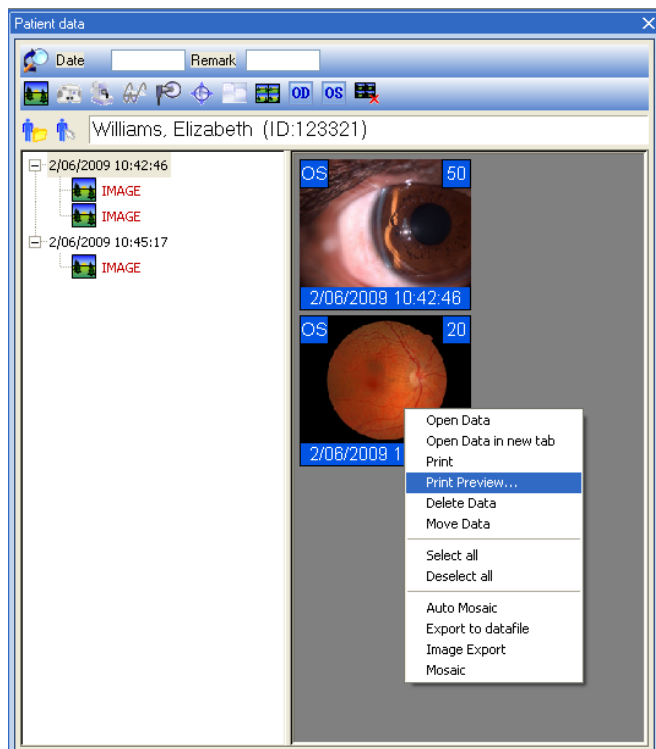 Patient data
Date Remark
OD OS
Williams, Elizabeth (ID:123321)
2/06/2009 10:42:46
IMAGE
IMAGE
2/06/2009 10:45:17
IMAGE
OS 50
2/06/2009 10:42:46
OS 20
2/06/2009 1
Open Data
Open Data in new tab
Print
Print Preview...
Delete Data
Move Data
Select all
Deselect all
Auto Mosaic
Export to datafile
Image Export
Mosaic